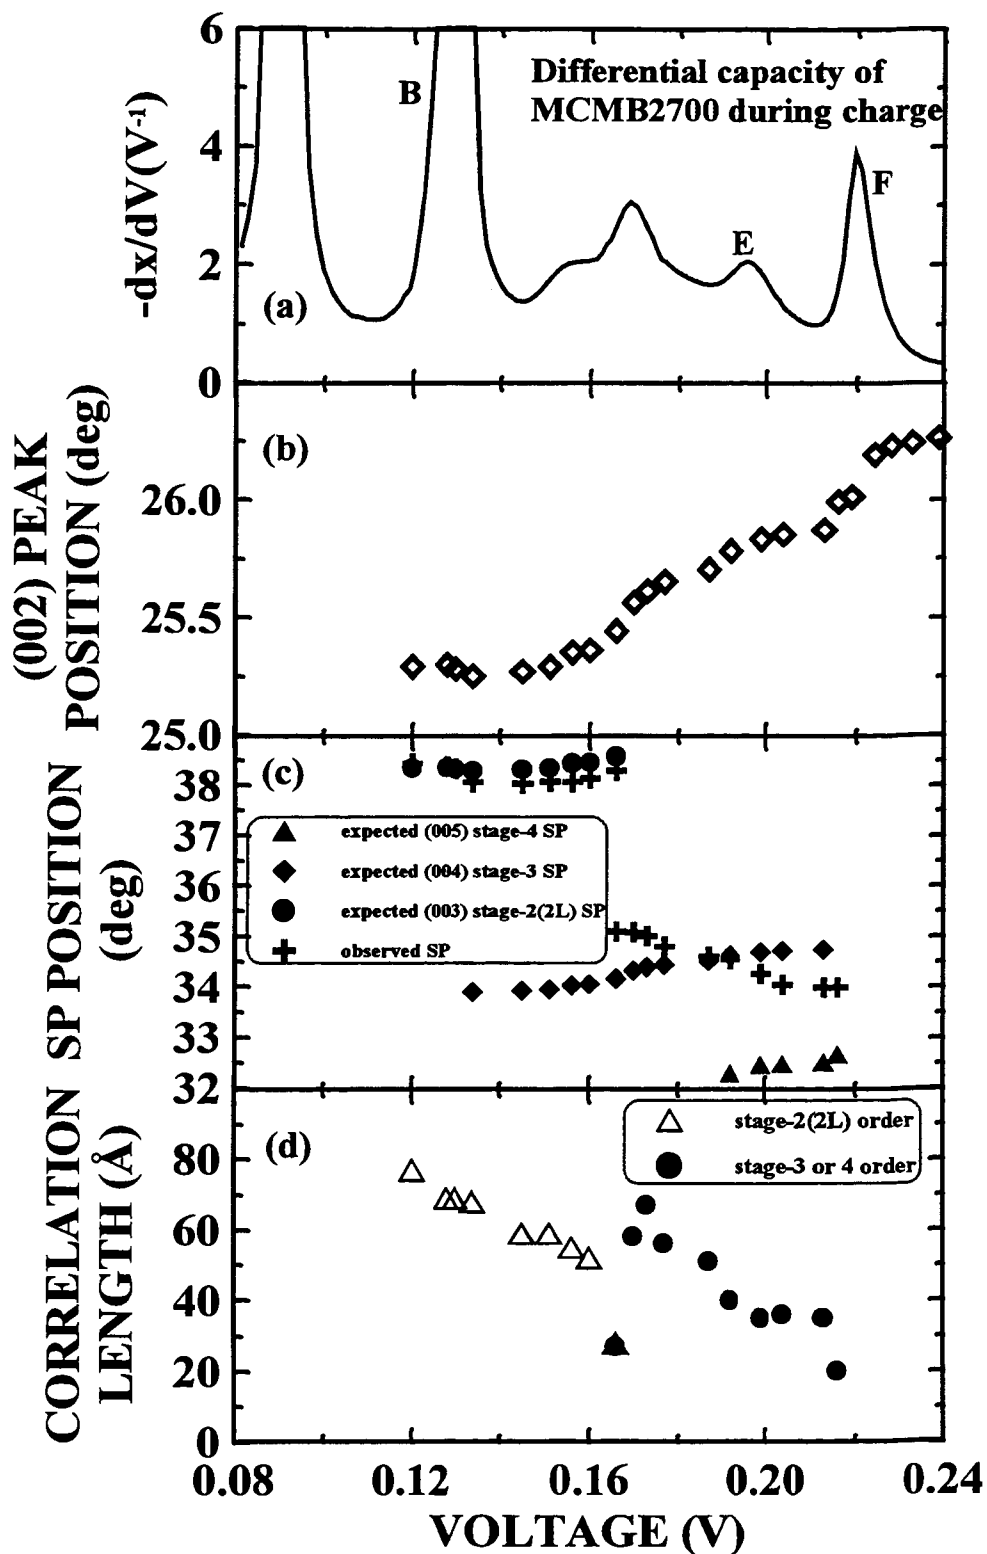 6
4
2
0
-dx/dV(V⁻¹)
Differential capacity of
MCMB2700 during charge
B
E
F
(a)
(002) PEAK
POSITION (deg)
26.0
25.5
25.0
(b)
SP POSITION
(deg)
38
37
36
35
34
33
32
(c)
expected (005) stage-4 SP
expected (004) stage-3 SP
expected (003) stage-2(2L) SP
observed SP
CORRELATION
LENGTH (Å)
80
60
40
20
0
(d)
stage-2(2L) order
stage-3 or 4 order
0.08 0.12 0.16 0.20 0.24
VOLTAGE (V)